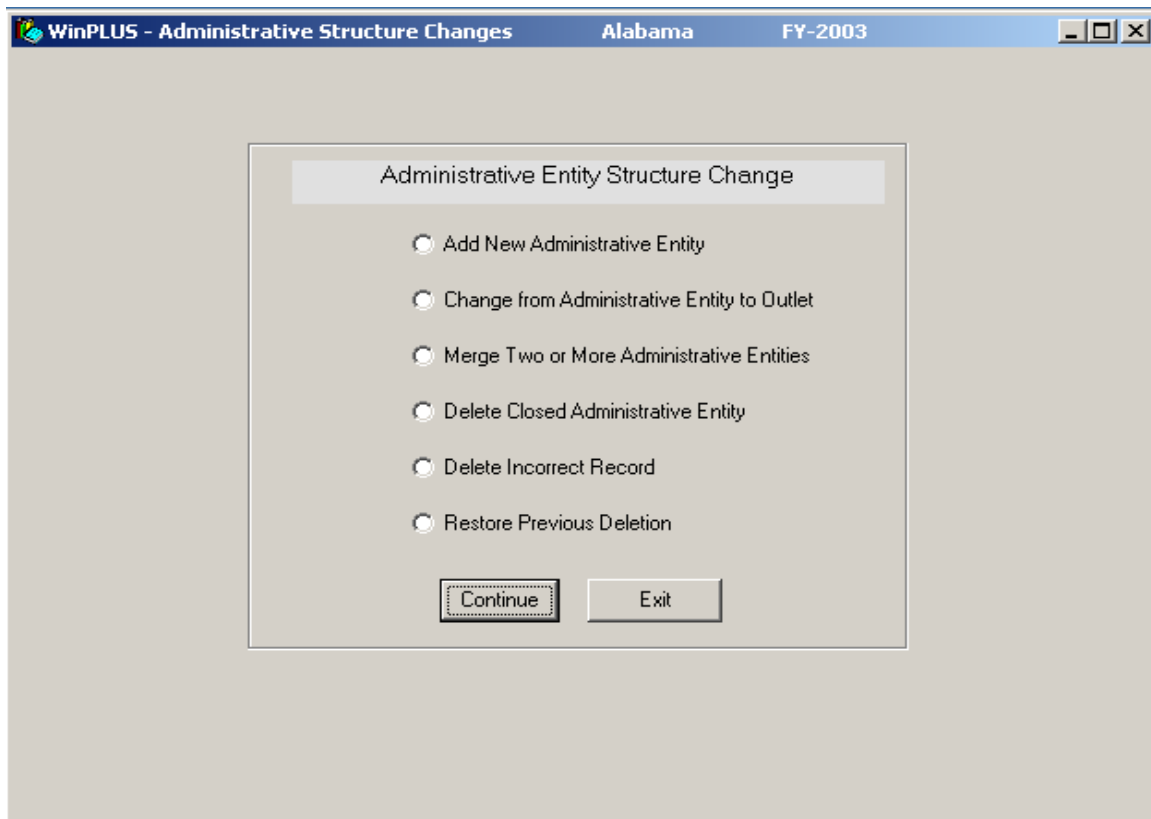 WinPLUS - Administrative Structure Changes Alabama FY-2003
Administrative Entity Structure Change
Add New Administrative Entity
Change from Administrative Entity to Outlet
Merge Two or More Administrative Entities
Delete Closed Administrative Entity
Delete Incorrect Record
Restore Previous Deletion
Continue Exit